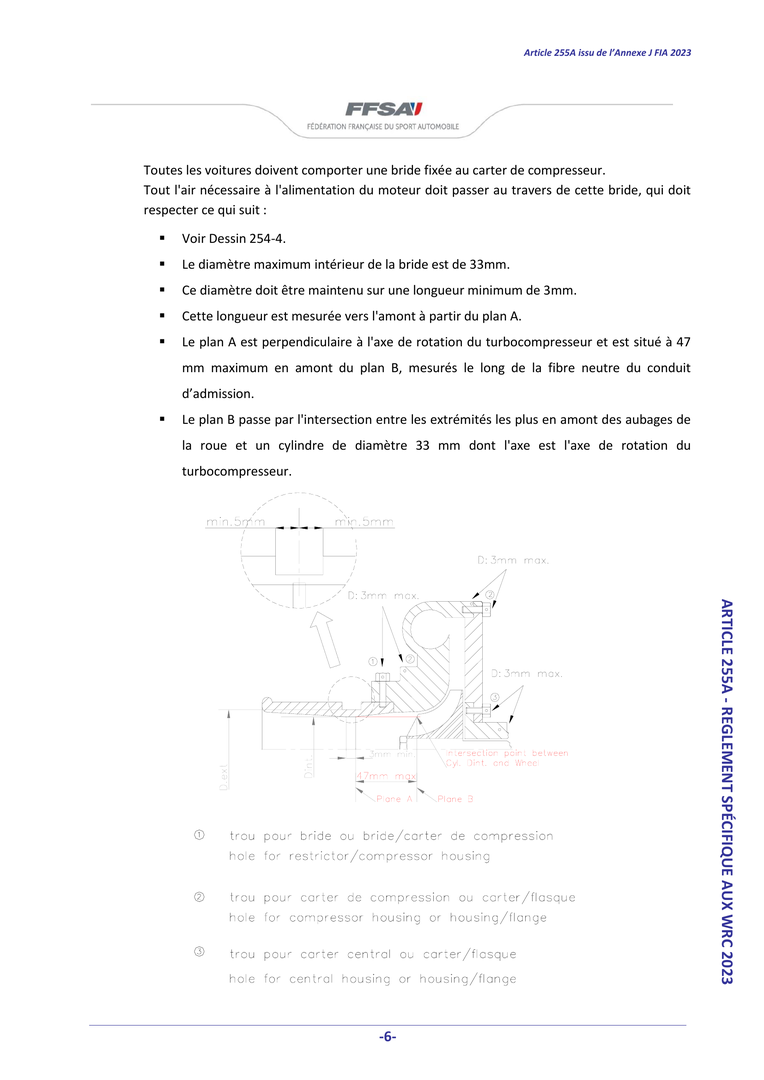 Article 255A issu de l'Annexe J FIA 2023
FFSA
FÉDÉRATION FRANÇAISE DU SPORT AUTOMOBILE
Toutes les voitures doivent comporter une bride fixée au carter de compresseur.
Tout l'air nécessaire à l'alimentation du moteur doit passer au travers de cette bride, qui doit
respecter ce qui suit :
▪ Voir Dessin 254-4.
▪ Le diamètre maximum intérieur de la bride est de 33mm.
▪ Ce diamètre doit être maintenu sur une longueur minimum de 3mm.
▪ Cette longueur est mesurée vers l'amont à partir du plan A.
▪ Le plan A est perpendiculaire à l'axe de rotation du turbocompresseur et est situé à 47
mm maximum en amont du plan B, mesurés le long de la fibre neutre du conduit
d'admission.
▪ Le plan B passe par l'intersection entre les extrémités les plus en amont des aubages de
la roue et un cylindre de diamètre 33 mm dont l'axe est l'axe de rotation du
turbocompresseur.
min.5mm min.5mm
D:3mm max.
D:3mm max.
②
① ②
D:3mm max.
③
D.ext
D.int.
3mm min.
Intersection point between
Cyl. Dint. and Wheel
47mm max
Plane A Plane B
① trou pour bride ou bride/carter de compression
hole for restrictor/compressor housing
② trou pour carter de compression ou carter/flasque
hole for compressor housing or housing/flange
③ trou pour carter central ou carter/flasque
hole for central housing or housing/flange
ARTICLE 255A - REGLEMENT SPÉCIFIQUE AUX WRC 2023
-6-